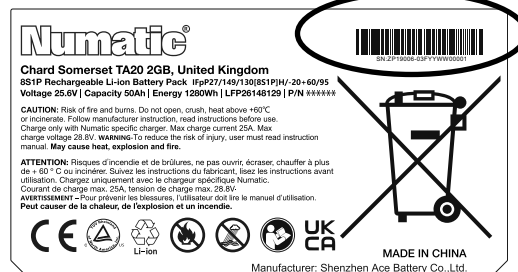 Numatic®
SN:ZP19006-03FYYWW00001
Chard Somerset TA20 2GB, United Kingdom
8S1P Rechargeable Li-ion Battery Pack IFpP27/149/130[8S1P]H/-20+60/95
Voltage 25.6V | Capacity 50Ah | Energy 1280Wh | LFP26148129 | P/N ******
CAUTION: Risk of fire and burns. Do not open, crush, heat above +60°C
or incinerate. Follow manufacturer instruction, read instructions before use.
Charge only with Numatic specific charger. Max charge current 25A. Max
charge voltage 28.8V. WARNING-To reduce the risk of injury, user must read instruction
manual. May cause heat, explosion and fire.
ATTENTION: Risques d'incendie et de brûlures, ne pas ouvrir, écraser, chauffer à plus
de + 60 ° C ou incinérer. Suivez les instructions du fabricant, lisez les instructions avant
utilisation. Chargez uniquement avec le chargeur spécifique Numatic.
Courant de charge max. 25A, tension de charge max. 28.8V-
AVERTISSEMENT – Pour prévenir les blessures, l'utilisateur doit lire le manuel d'utilisation.
Peut causer de la chaleur, de l'explosion et un incendie.
CE
Li-ion
UK
CA
MADE IN CHINA
Manufacturer: Shenzhen Ace Battery Co.,Ltd.